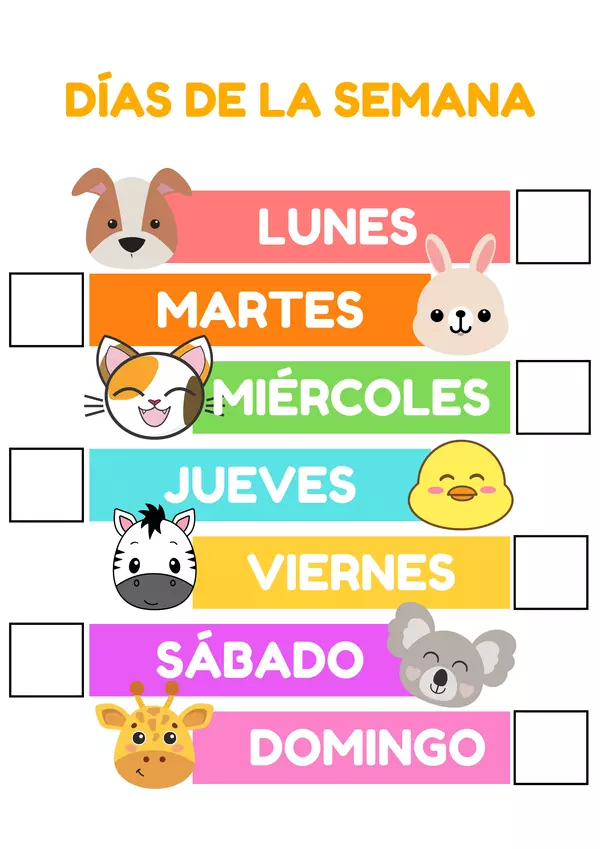 DÍAS DE LA SEMANA
LUNES
MARTES
MIÉRCOLES
JUEVES
VIERNES
SÁBADO
DOMINGO